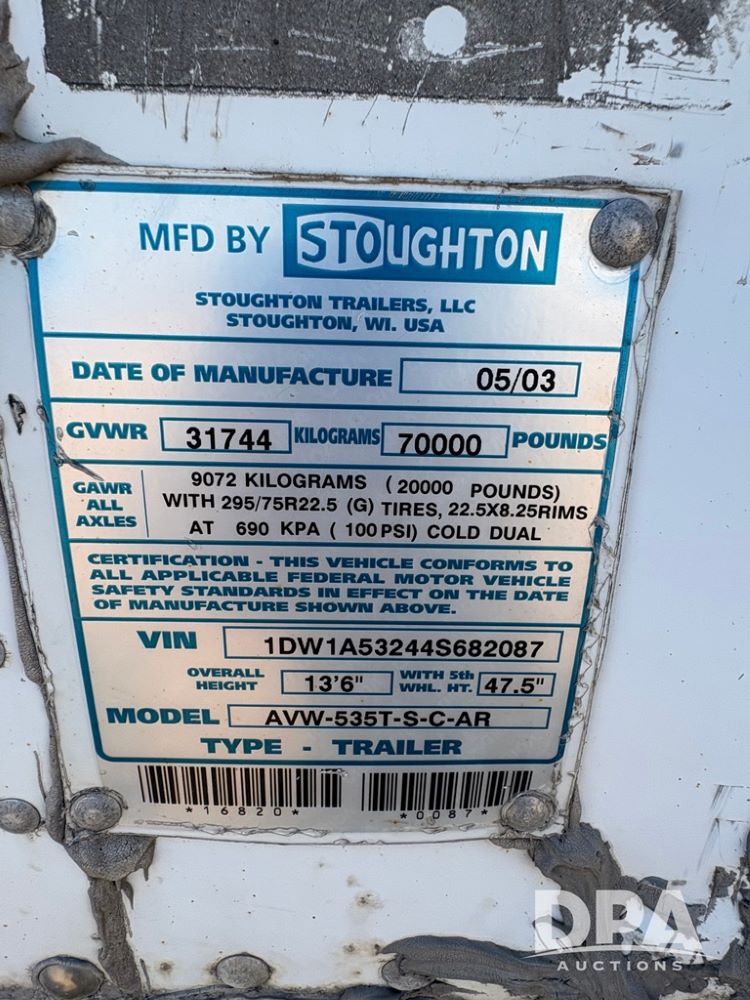 MFD BY STOUGHTON
STOUGHTON TRAILERS, LLC
STOUGHTON, WI. USA
DATE OF MANUFACTURE 05/03
GVWR 31744 KILOGRAMS 70000 POUNDS
GAWR ALL AXLES
9072 KILOGRAMS ( 20000 POUNDS)
WITH 295/75R22.5 (G) TIRES, 22.5X8.25RIMS
AT 690 KPA ( 100PSI) COLD DUAL
CERTIFICATION - THIS VEHICLE CONFORMS TO
ALL APPLICABLE FEDERAL MOTOR VEHICLE
SAFETY STANDARDS IN EFFECT ON THE DATE
OF MANUFACTURE SHOWN ABOVE.
VIN 1DW1A53244S682087
OVERALL HEIGHT 13'6" WITH 5th WHL. HT. 47.5"
MODEL AVW-535T-S-C-AR
TYPE - TRAILER
*16820* *0087*
DPA
AUCTIONS